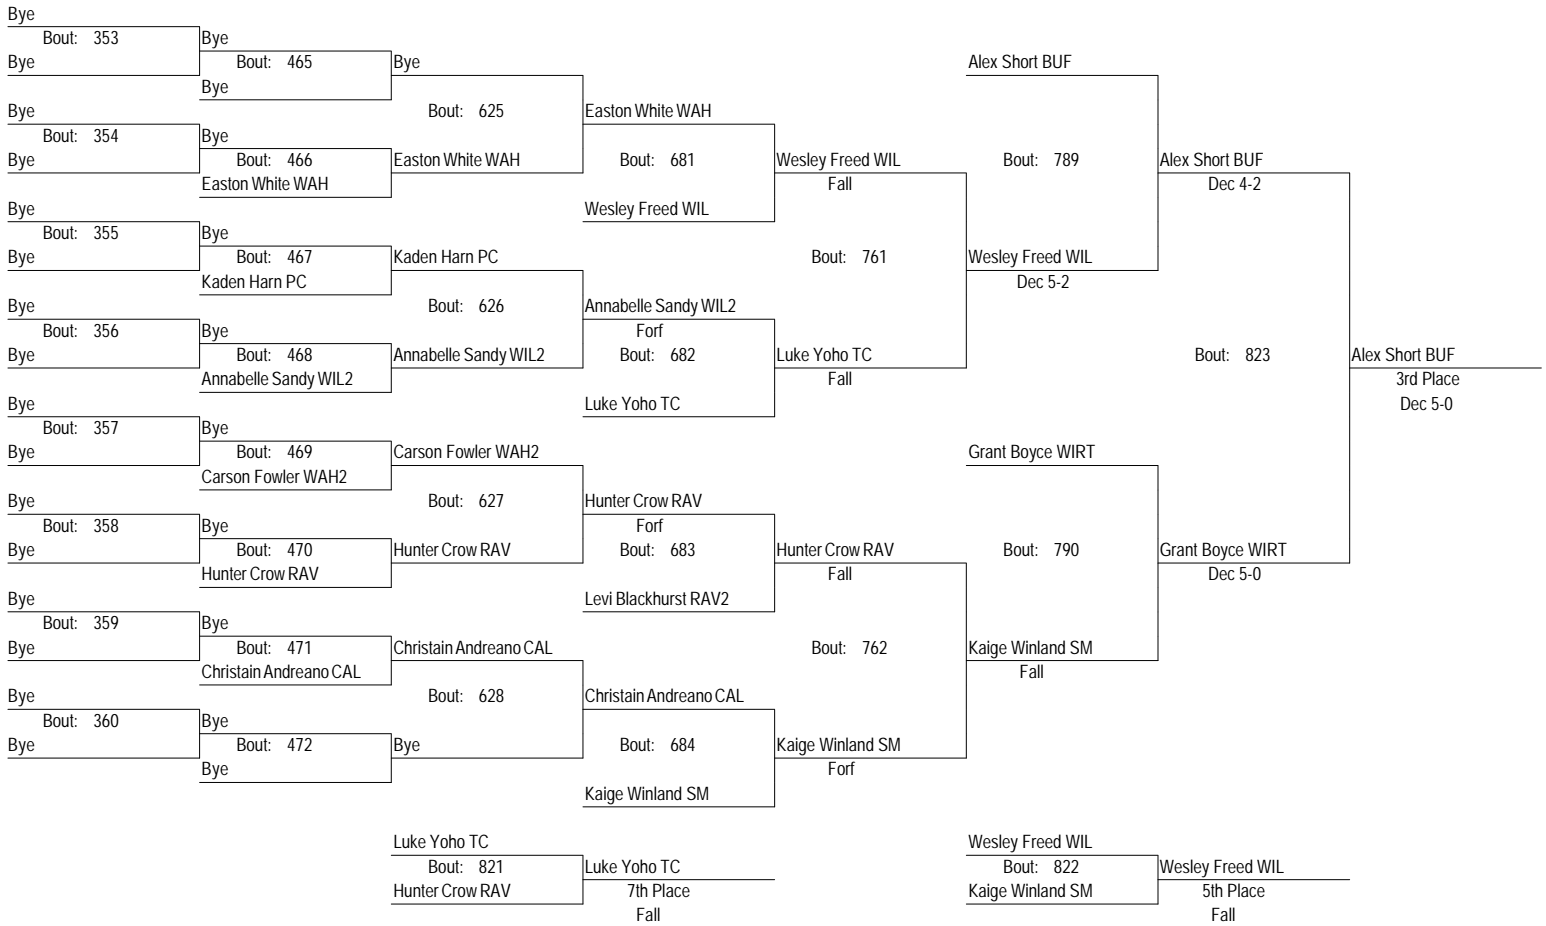 Bye
Bout: 353
Bye
Bye
Bout: 465
Bye
Bye
Bout: 354
Bye
Bye
Bout: 466
Easton White WAH
Bye
Bout: 355
Bye
Bye
Bout: 467
Kaden Harn PC
Bye
Bout: 356
Bye
Bye
Bout: 468
Annabelle Sandy WIL2
Bye
Bout: 357
Bye
Bye
Bout: 469
Carson Fowler WAH2
Bye
Bout: 358
Bye
Bye
Bout: 470
Hunter Crow RAV
Bye
Bout: 359
Bye
Bye
Bout: 471
Christain Andreano CAL
Bye
Bout: 360
Bye
Bye
Bout: 472
Bye
Bye
Bout: 625
Easton White WAH
Kaden Harn PC
Bout: 626
Annabelle Sandy WIL2
Carson Fowler WAH2
Bout: 627
Hunter Crow RAV
Christain Andreano CAL
Bout: 628
Bye
Easton White WAH
Bout: 681
Wesley Freed WIL
Annabelle Sandy WIL2
Forf
Bout: 682
Luke Yoho TC
Hunter Crow RAV
Forf
Bout: 683
Levi Blackhurst RAV2
Christain Andreano CAL
Bout: 684
Kaige Winland SM
Wesley Freed WIL
Fall
Bout: 761
Luke Yoho TC
Fall
Hunter Crow RAV
Fall
Bout: 762
Kaige Winland SM
Forf
Alex Short BUF
Bout: 789
Wesley Freed WIL
Dec 5-2
Grant Boyce WIRT
Bout: 790
Kaige Winland SM
Fall
Alex Short BUF
Dec 4-2
Bout: 823
Grant Boyce WIRT
Dec 5-0
Alex Short BUF
3rd Place
Dec 5-0
Luke Yoho TC
Bout: 821
Hunter Crow RAV
Luke Yoho TC
7th Place
Fall
Wesley Freed WIL
Bout: 822
Kaige Winland SM
Wesley Freed WIL
5th Place
Fall